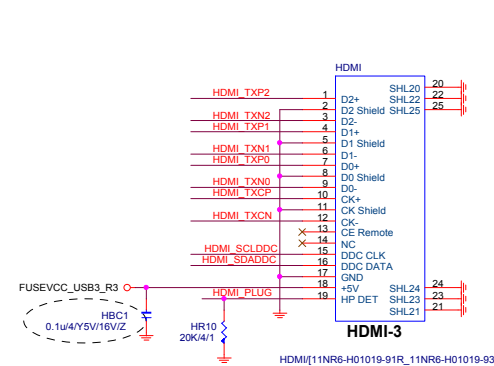 HDMI
HDMI_TXP2 1 D2+ SHL20 20
2 D2 Shield SHL22 22
HDMI_TXN2 3 D2- SHL25 25
HDMI_TXP1 4 D1+
5 D1 Shield
HDMI_TXN1 6 D1-
HDMI_TXP0 7 D0+
8 D0 Shield
HDMI_TXN0 9 D0-
HDMI_TXCP 10 CK+
11 CK Shield
HDMI_TXCN 12 CK-
13 CE Remote
14 NC
HDMI_SCLDDC 15 DDC CLK
HDMI_SDADDC 16 DDC DATA
17 GND
FUSEVCC_USB3_R3 18 +5V SHL24 24
HDMI_PLUG 19 HP DET SHL23 23
SHL21 21
HBC1
0.1u/4/Y5V/16V/Z
HR10
20K/4/1
HDMI-3
HDMI/[11NR6-H01019-91R_11NR6-H01019-93